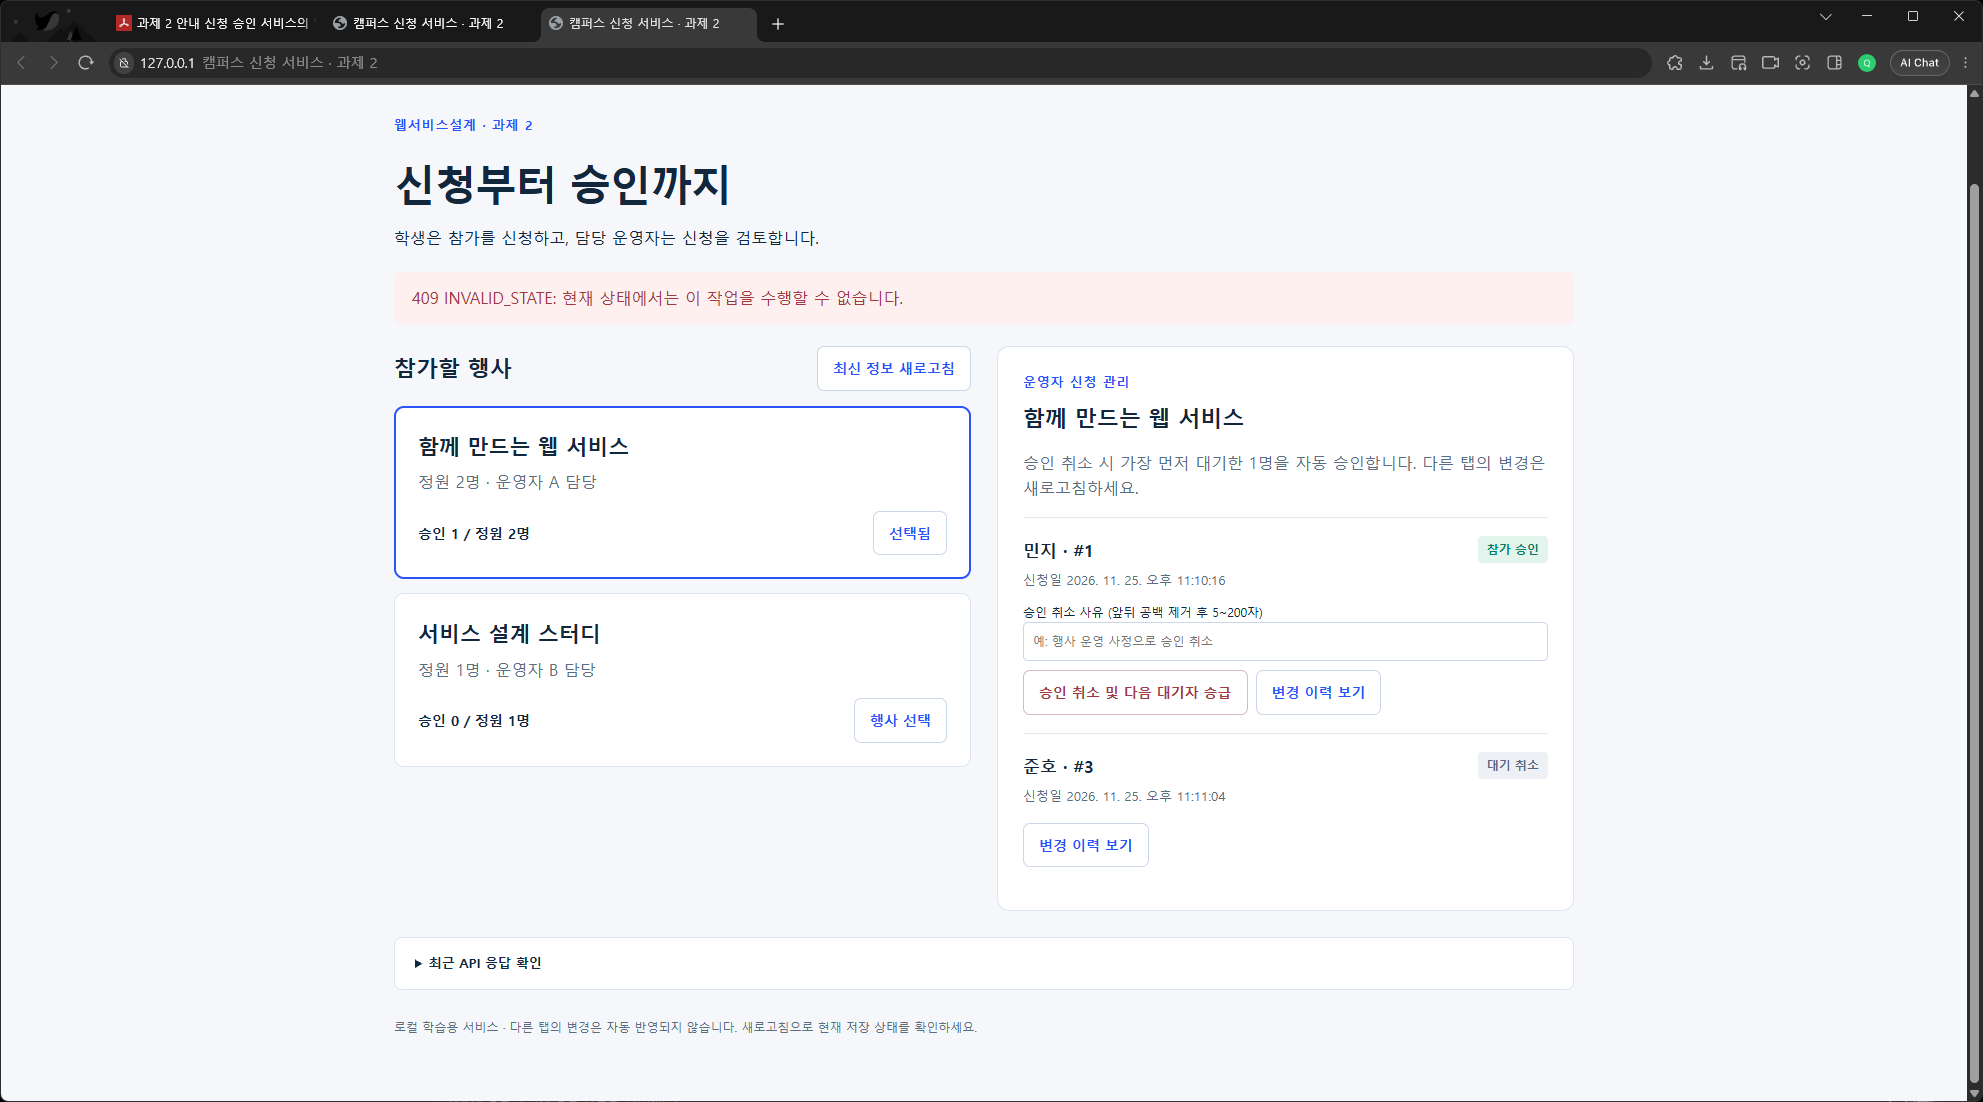 과제 2 안내 신청 승인 서비스의
캠퍼스 신청 서비스 · 과제 2
캠퍼스 신청 서비스 · 과제 2
127.0.0.1 캠퍼스 신청 서비스 · 과제 2
Q
AI Chat
웹서비스설계 · 과제 2
신청부터 승인까지
학생은 참가를 신청하고, 담당 운영자는 신청을 검토합니다.
409 INVALID_STATE: 현재 상태에서는 이 작업을 수행할 수 없습니다.
참가할 행사
최신 정보 새로고침
함께 만드는 웹 서비스
정원 2명 · 운영자 A 담당
승인 1 / 정원 2명
선택됨
서비스 설계 스터디
정원 1명 · 운영자 B 담당
승인 0 / 정원 1명
행사 선택
운영자 신청 관리
함께 만드는 웹 서비스
승인 취소 시 가장 먼저 대기한 1명을 자동 승인합니다. 다른 탭의 변경은
새로고침하세요.
민지 · #1
참가 승인
신청일 2026. 11. 25. 오후 11:10:16
승인 취소 사유 (앞뒤 공백 제거 후 5~200자)
예: 행사 운영 사정으로 승인 취소
승인 취소 및 다음 대기자 승급
변경 이력 보기
준호 · #3
대기 취소
신청일 2026. 11. 25. 오후 11:11:04
변경 이력 보기
▶ 최근 API 응답 확인
로컬 학습용 서비스 · 다른 탭의 변경은 자동 반영되지 않습니다. 새로고침으로 현재 저장 상태를 확인하세요.